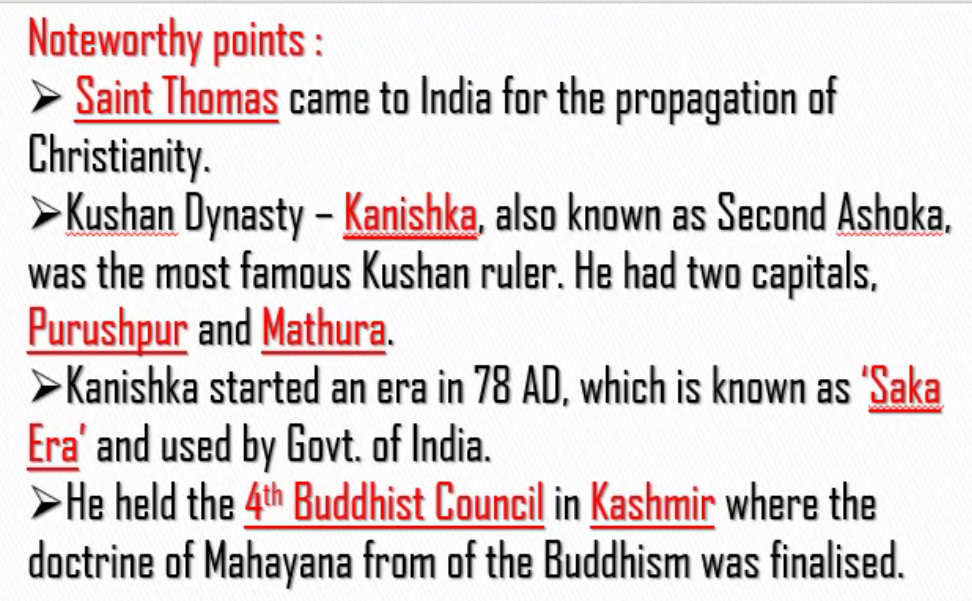 Noteworthy points :
➢ Saint Thomas came to India for the propagation of
Christianity.
➢Kushan Dynasty – Kanishka, also known as Second Ashoka,
was the most famous Kushan ruler. He had two capitals,
Purushpur and Mathura.
➢Kanishka started an era in 78 AD, which is known as ‘Saka
Era’ and used by Govt. of India.
➢He held the 4th Buddhist Council in Kashmir where the
doctrine of Mahayana from of the Buddhism was finalised.